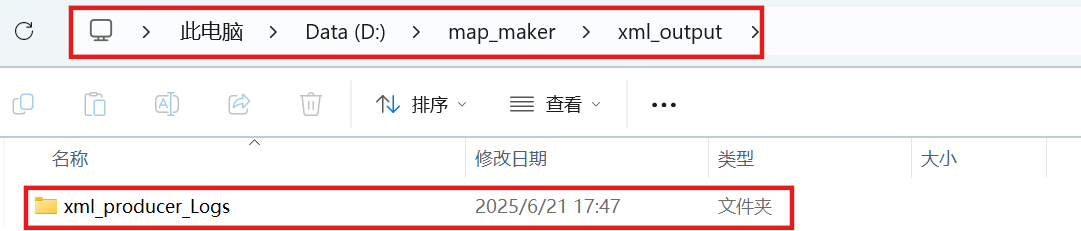 此电脑 > Data (D:) > map_maker > xml_output >
排序 查看
名称 修改日期 类型 大小
xml_producer_Logs 2025/6/21 17:47 文件夹